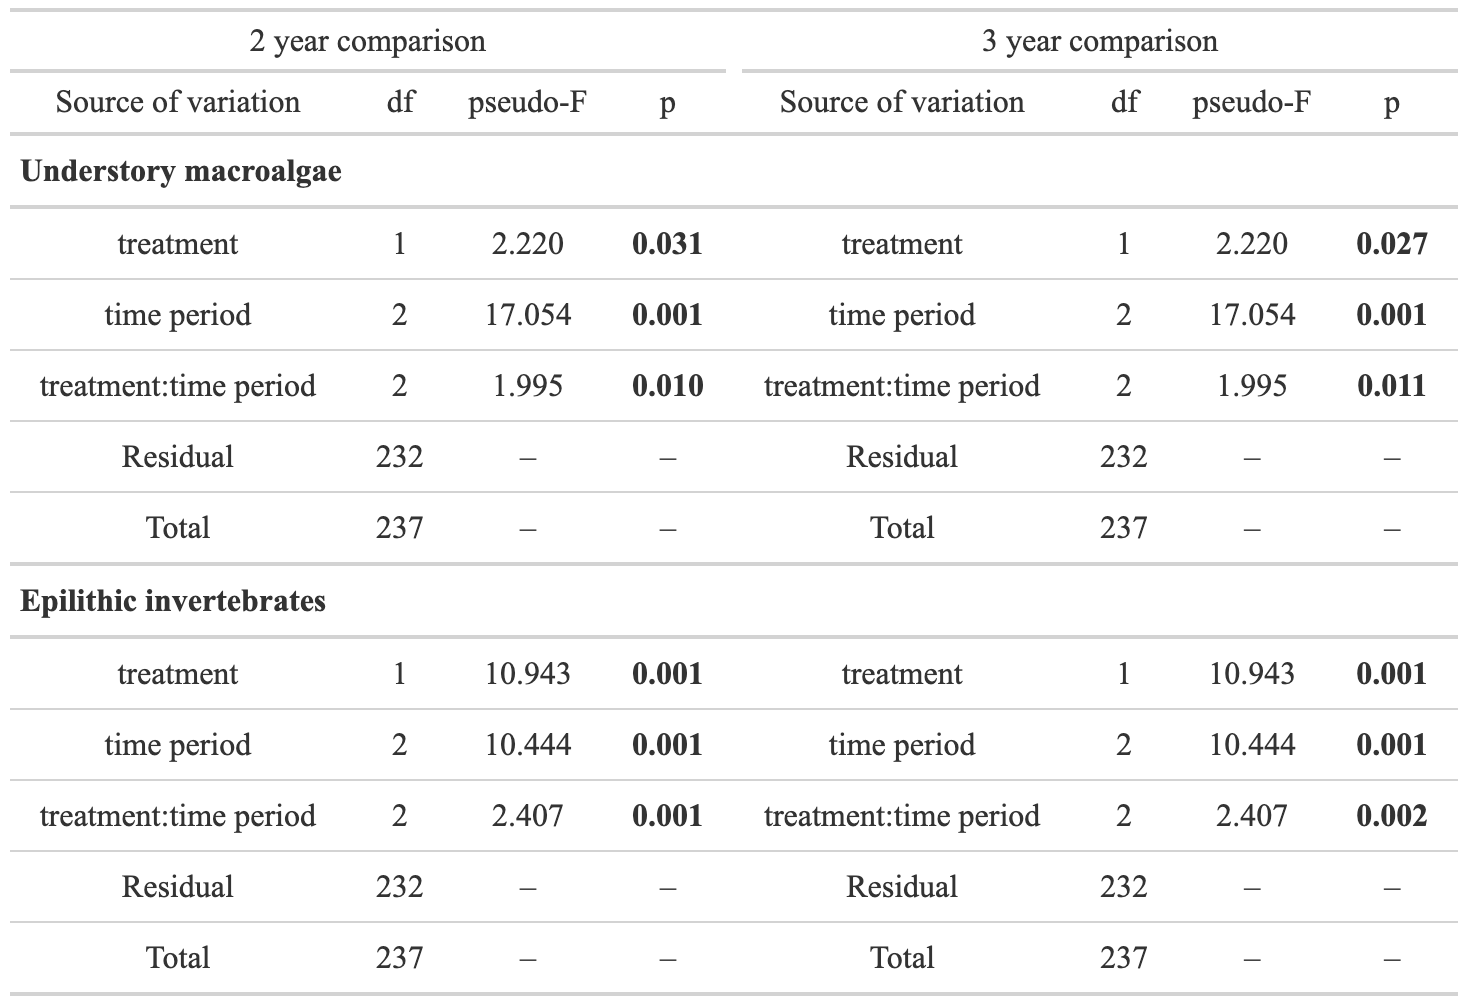 2 year comparison 3 year comparison
Source of variation df pseudo-F p Source of variation df pseudo-F p
Understory macroalgae
treatment 1 2.220 0.031 treatment 1 2.220 0.027
time period 2 17.054 0.001 time period 2 17.054 0.001
treatment:time period 2 1.995 0.010 treatment:time period 2 1.995 0.011
Residual 232 – – Residual 232 – –
Total 237 – – Total 237 – –
Epilithic invertebrates
treatment 1 10.943 0.001 treatment 1 10.943 0.001
time period 2 10.444 0.001 time period 2 10.444 0.001
treatment:time period 2 2.407 0.001 treatment:time period 2 2.407 0.002
Residual 232 – – Residual 232 – –
Total 237 – – Total 237 – –